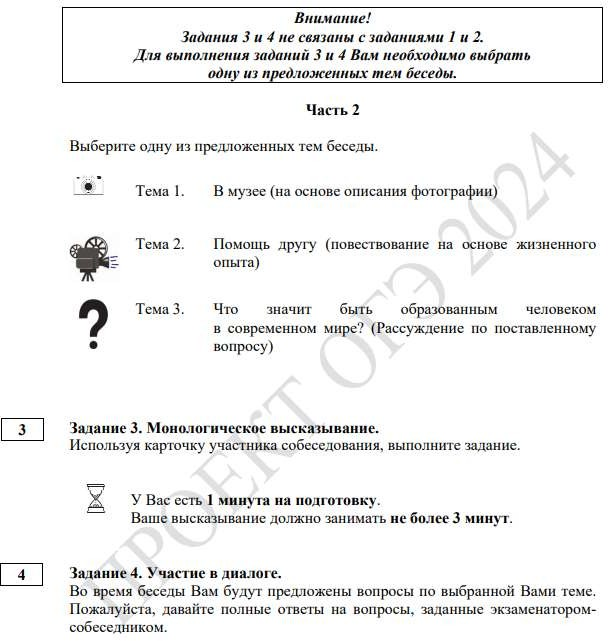 Внимание!
Задания 3 и 4 не связаны с заданиями 1 и 2.
Для выполнения заданий 3 и 4 Вам необходимо выбрать
одну из предложенных тем беседы.
Часть 2
Выберите одну из предложенных тем беседы.
Тема 1. В музее (на основе описания фотографии)
Тема 2. Помощь другу (повествование на основе жизненного
опыта)
Тема 3. Что значит быть образованным человеком
в современном мире? (Рассуждение по поставленному
вопросу)
3 Задание 3. Монологическое высказывание.
Используя карточку участника собеседования, выполните задание.
У Вас есть 1 минута на подготовку.
Ваше высказывание должно занимать не более 3 минут.
4 Задание 4. Участие в диалоге.
Во время беседы Вам будут предложены вопросы по выбранной Вами теме.
Пожалуйста, давайте полные ответы на вопросы, заданные экзаменатором-
собеседником.
ПРОЕКТ ОГЭ 2024